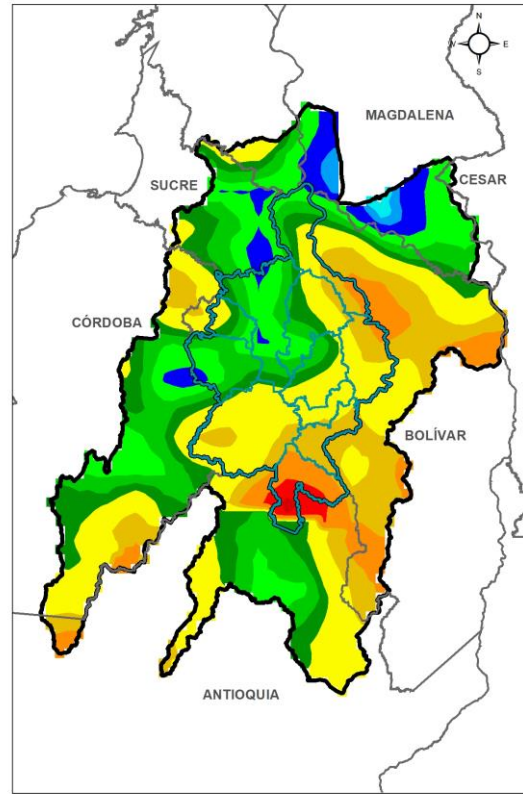 N
W E
S
MAGDALENA
CESAR
SUCRE
CÓRDOBA
BOLÍVAR
ANTIOQUIA